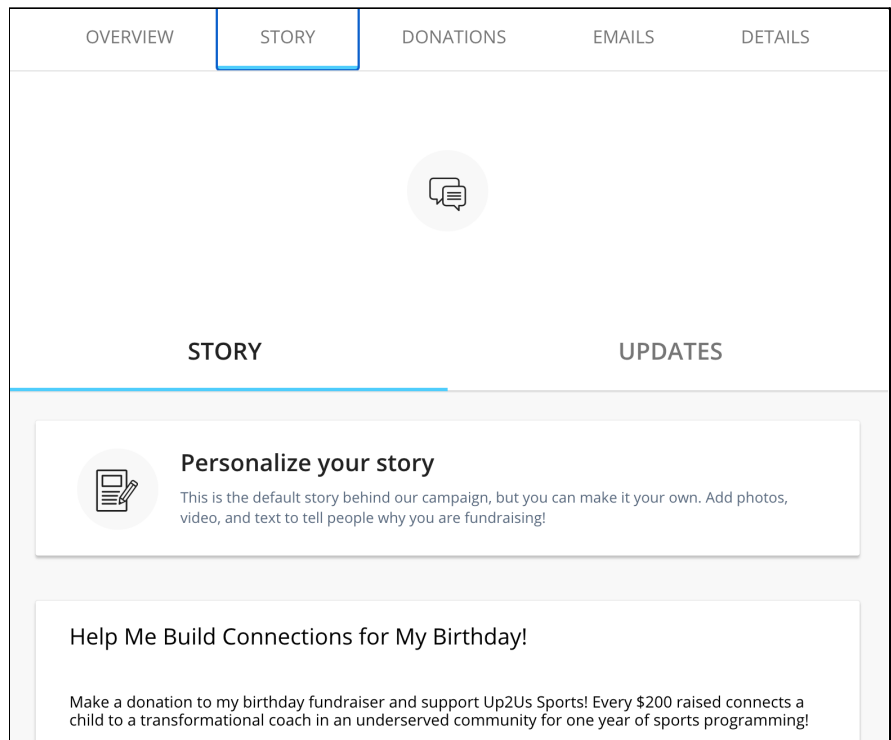 OVERVIEW STORY DONATIONS EMAILS DETAILS
STORY UPDATES
Personalize your story
This is the default story behind our campaign, but you can make it your own. Add photos,
video, and text to tell people why you are fundraising!
Help Me Build Connections for My Birthday!
Make a donation to my birthday fundraiser and support Up2Us Sports! Every $200 raised connects a
child to a transformational coach in an underserved community for one year of sports programming!